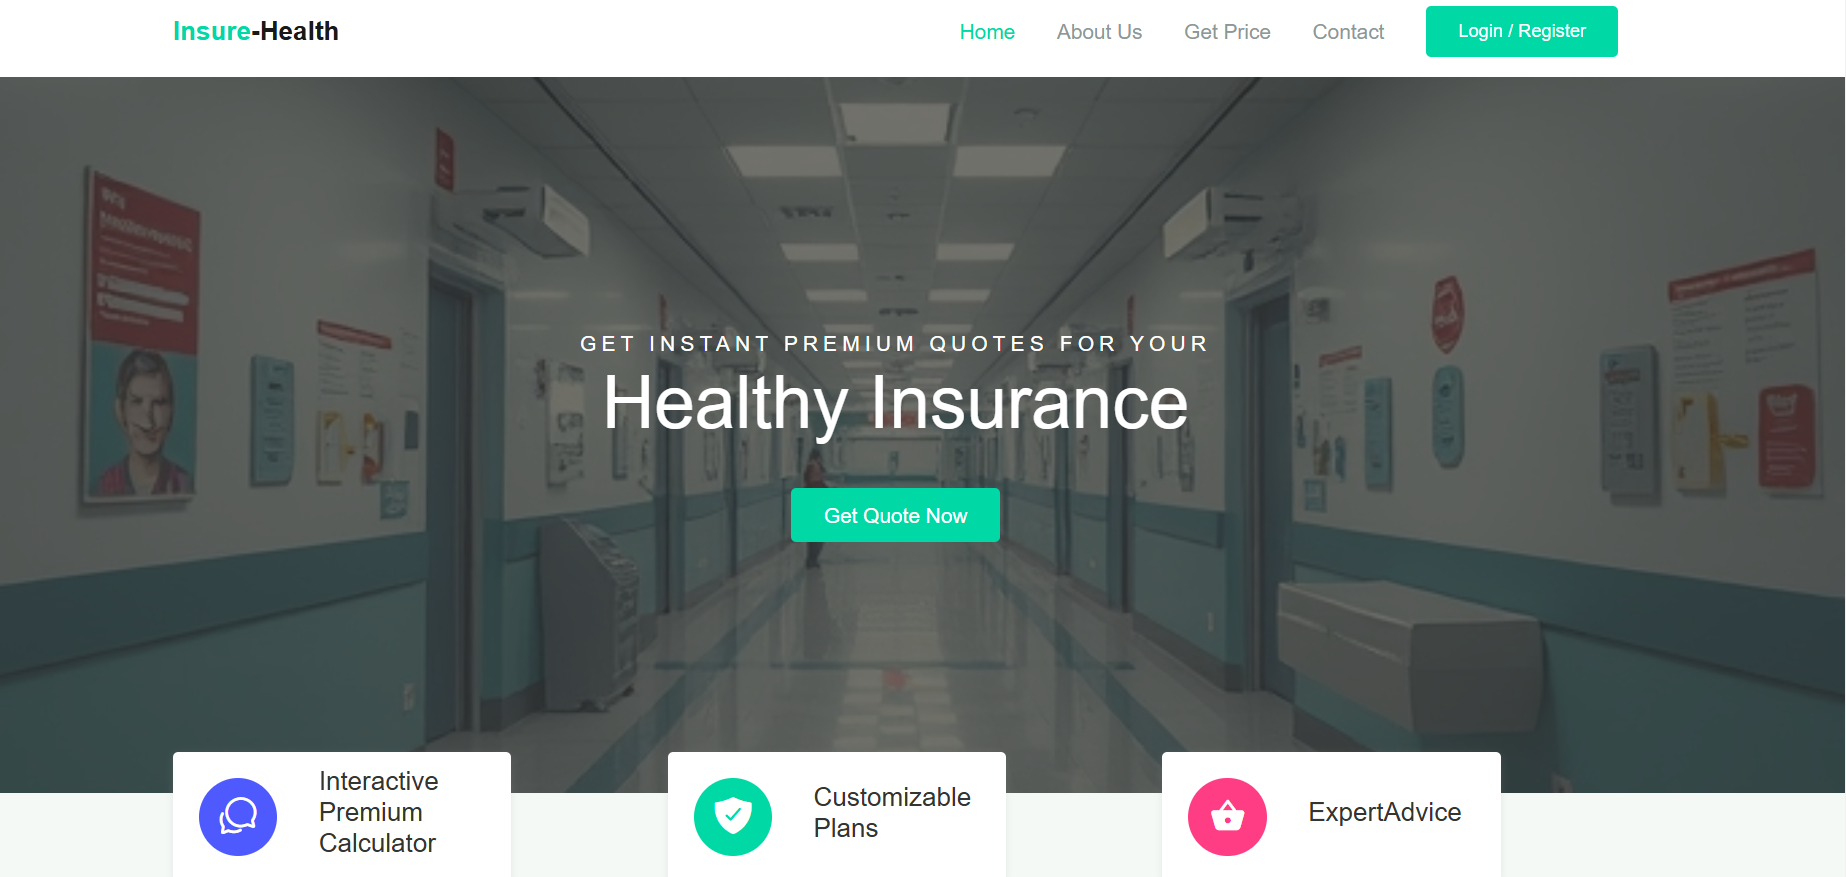 Insure-Health
Home
About Us
Get Price
Contact
Login / Register
GET INSTANT PREMIUM QUOTES FOR YOUR
Healthy Insurance
Get Quote Now
Interactive
Premium
Calculator
Customizable
Plans
ExpertAdvice